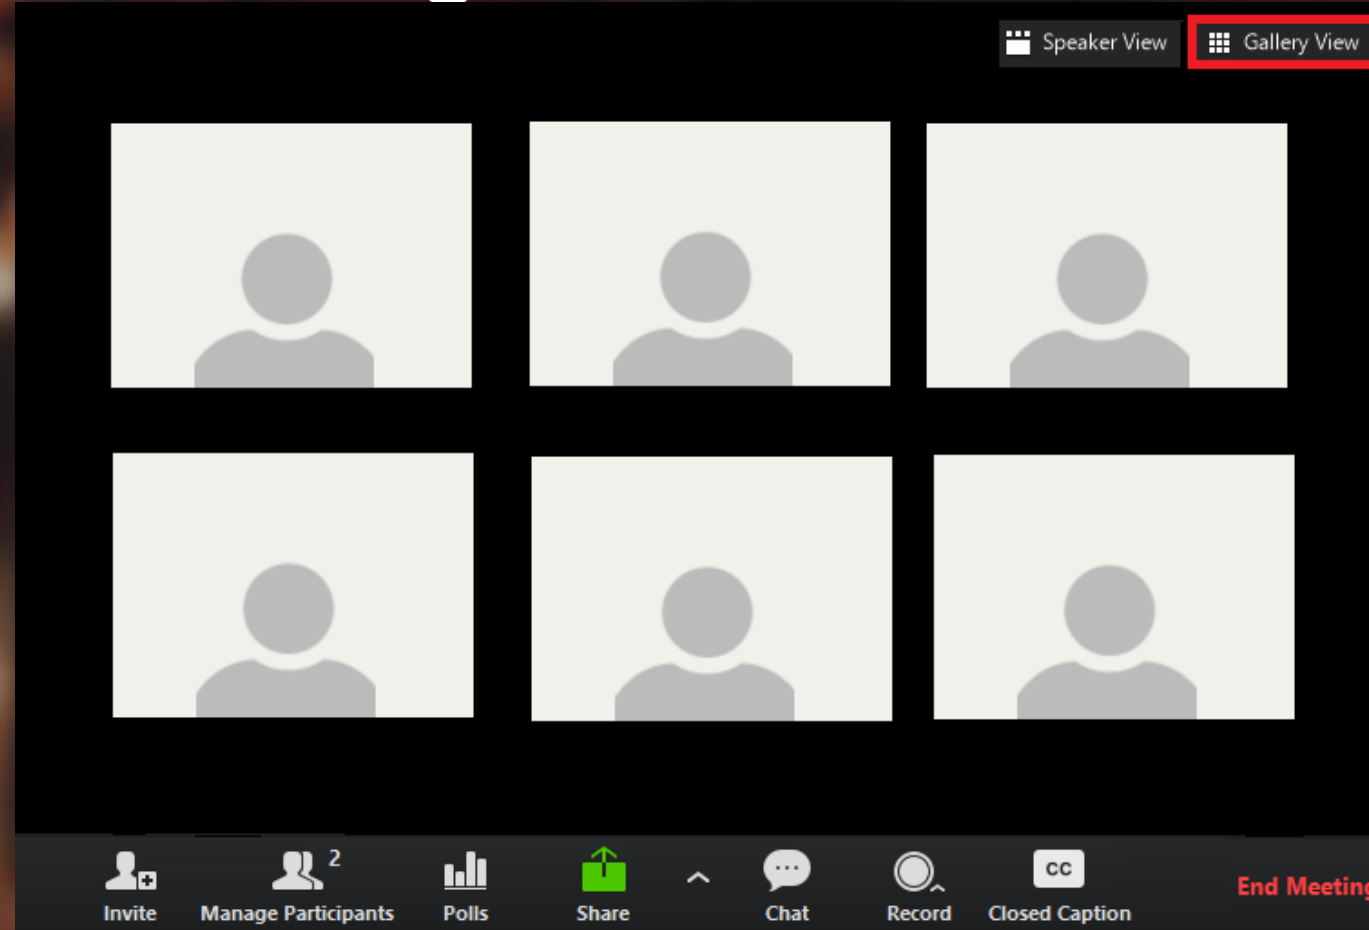 Speaker View
Gallery View
2
Invite
Manage Participants
Polls
Share
Chat
Record
CC
Closed Caption
End Meeting